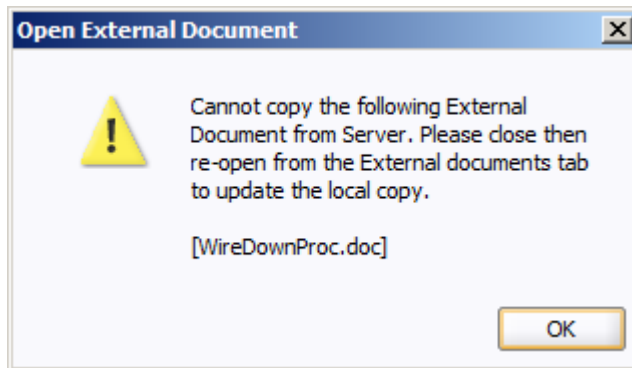 Open External Document
Cannot copy the following External
Document from Server. Please close then
re-open from the External documents tab
to update the local copy.
[WireDownProc.doc]
OK